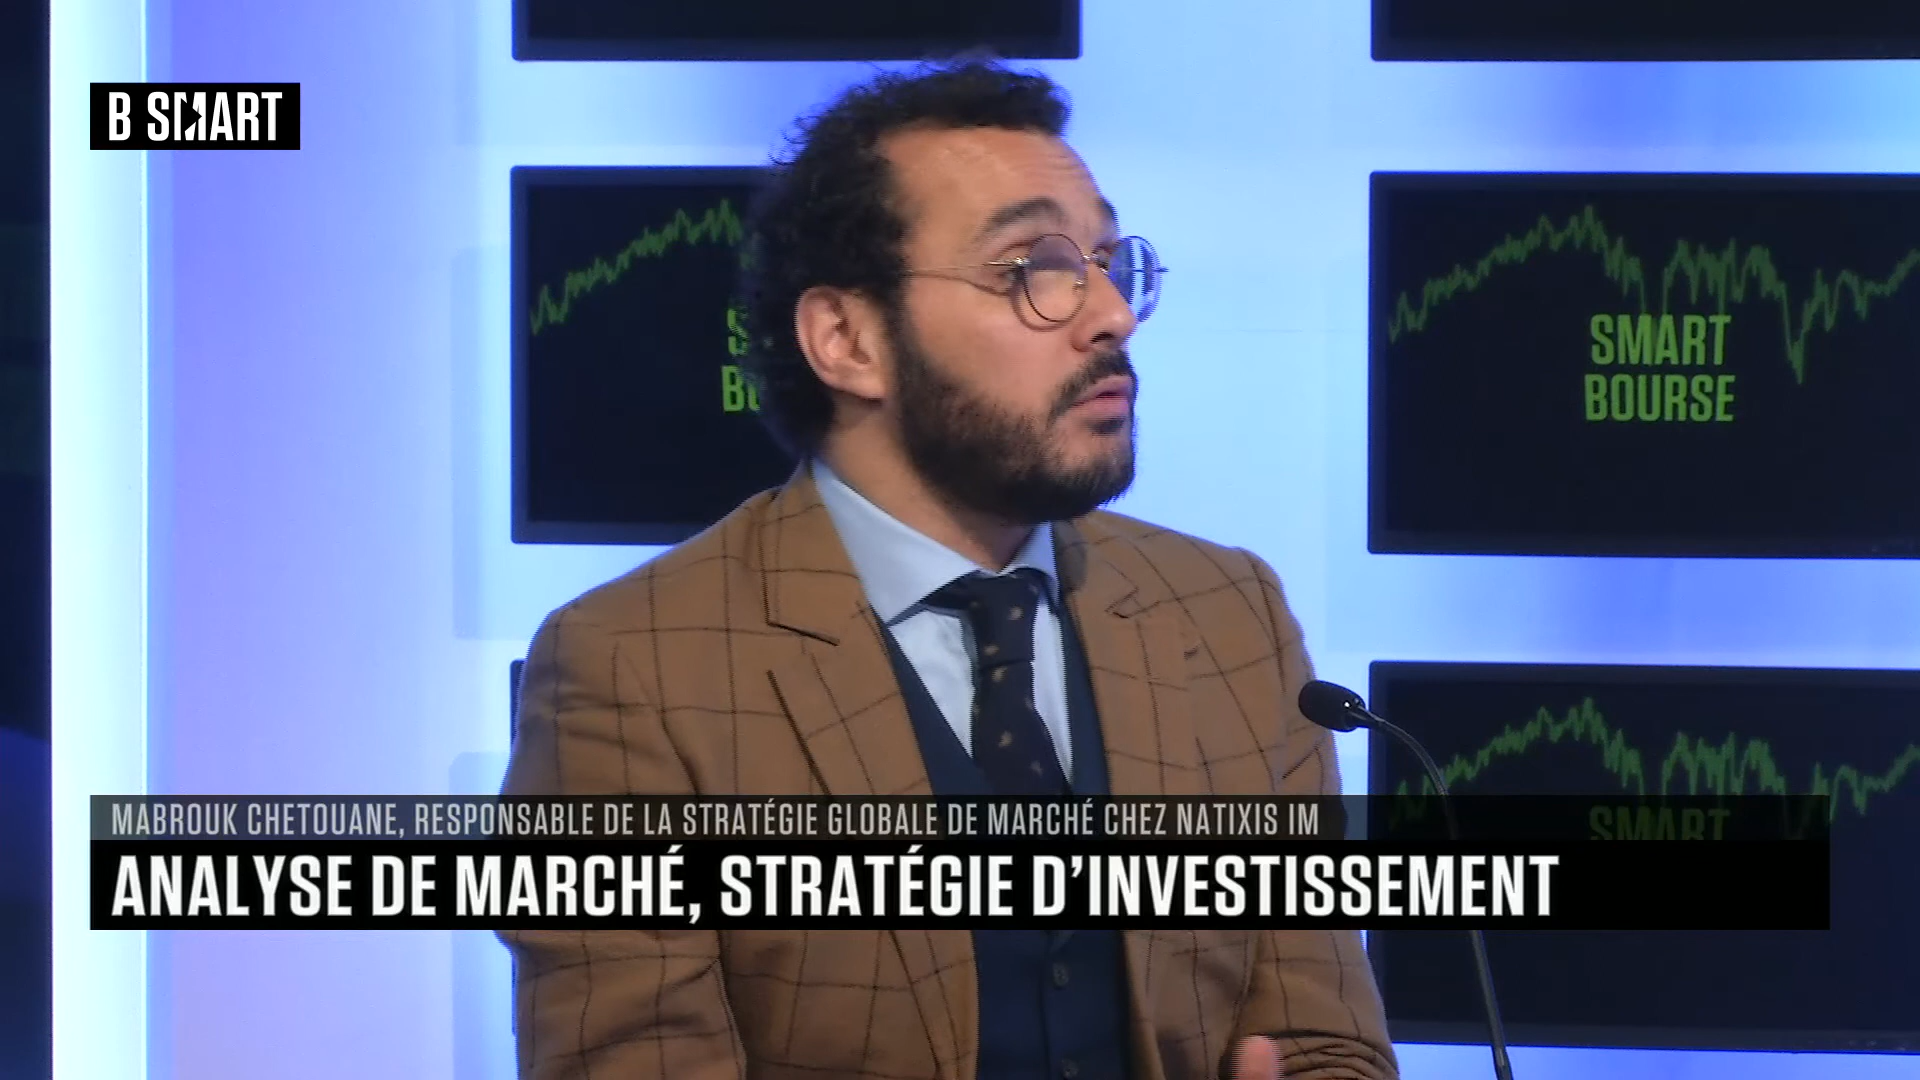 B SMART
SMART
BOURSE
SMART
MABROUK CHETOUANE, RESPONSABLE DE LA STRATÉGIE GLOBALE DE MARCHÉ CHEZ NATIXIS IM
ANALYSE DE MARCHÉ, STRATÉGIE D’INVESTISSEMENT